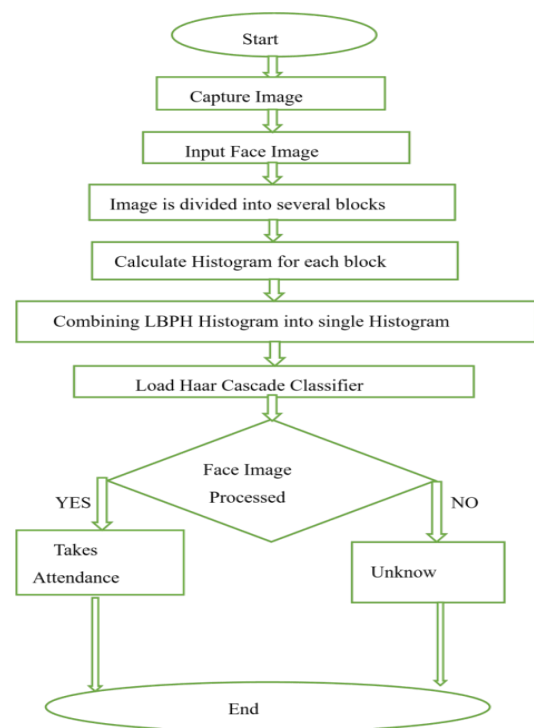 Start
Capture Image
Input Face Image
Image is divided into several blocks
Calculate Histogram for each block
Combining LBPH Histogram into single Histogram
Load Haar Cascade Classifier
Face Image
Processed
YES
NO
Takes
Attendance
Unknow
End